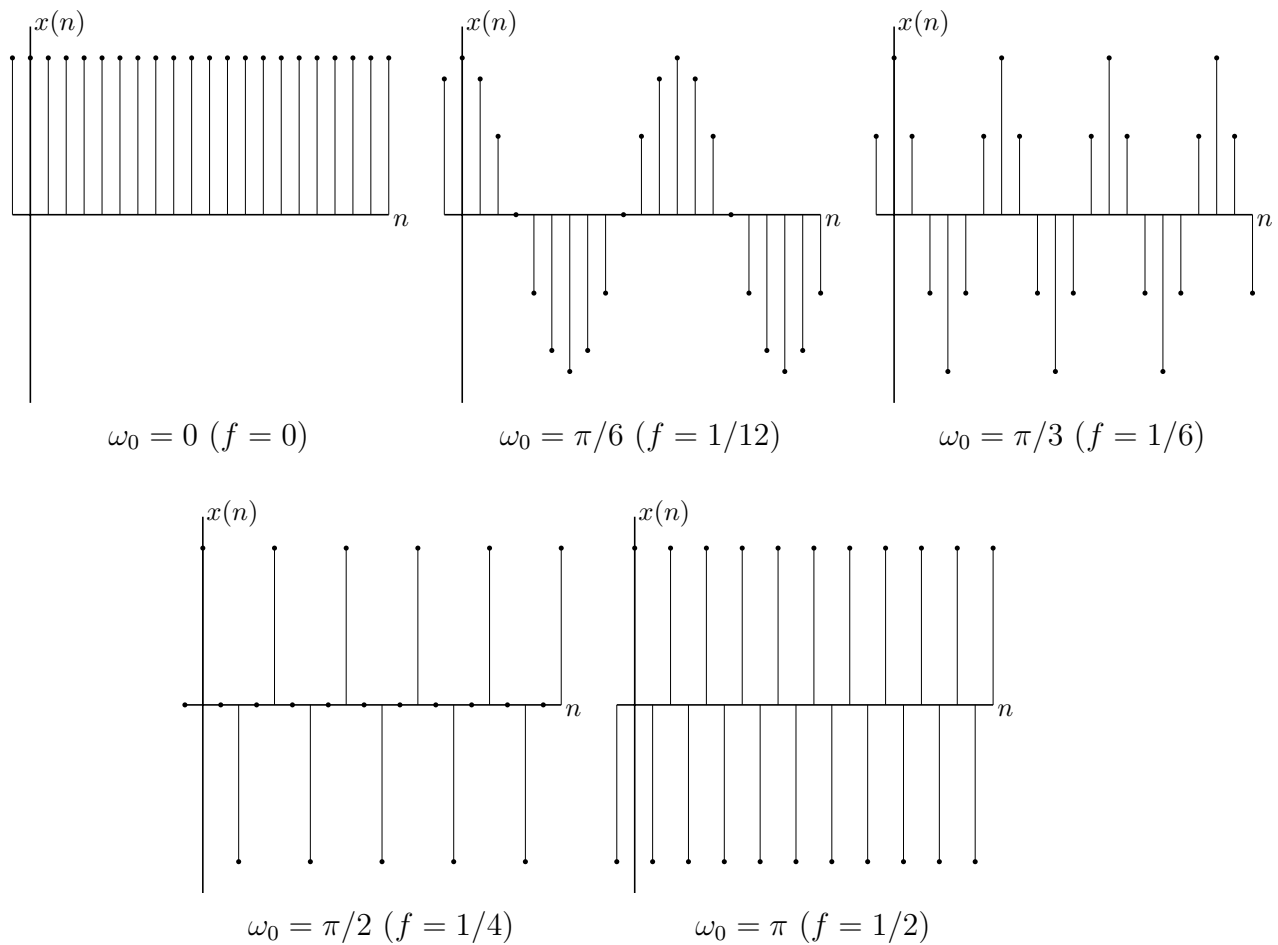 x(n)
n
ω₀ = 0 (f = 0)
x(n)
n
ω₀ = π/6 (f = 1/12)
x(n)
n
ω₀ = π/3 (f = 1/6)
x(n)
n
ω₀ = π/2 (f = 1/4)
x(n)
n
ω₀ = π (f = 1/2)